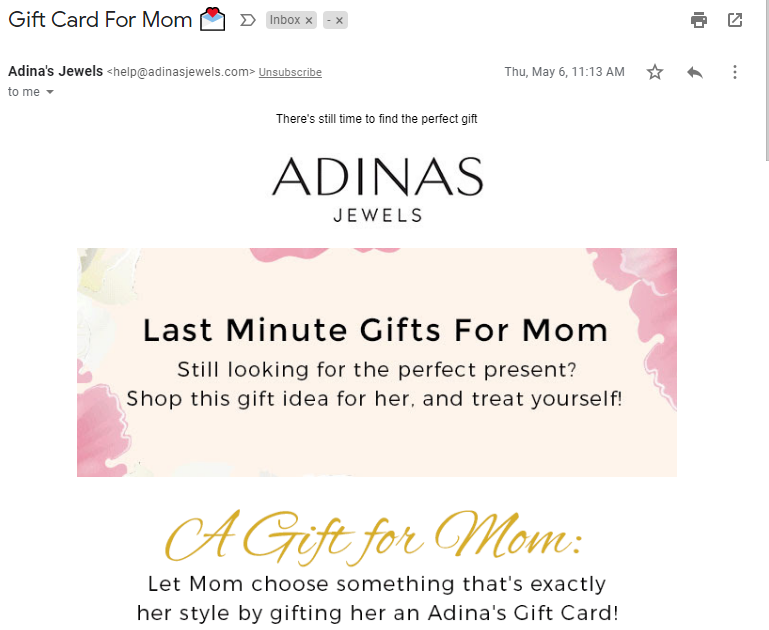 Gift Card For Mom
Inbox ×
- ×
Adina's Jewels <help@adinasjewels.com> Unsubscribe
Thu, May 6, 11:13 AM
to me
There's still time to find the perfect gift
ADINAS
JEWELS
Last Minute Gifts For Mom
Still looking for the perfect present?
Shop this gift idea for her, and treat yourself!
A Gift for Mom:
Let Mom choose something that's exactly
her style by gifting her an Adina's Gift Card!